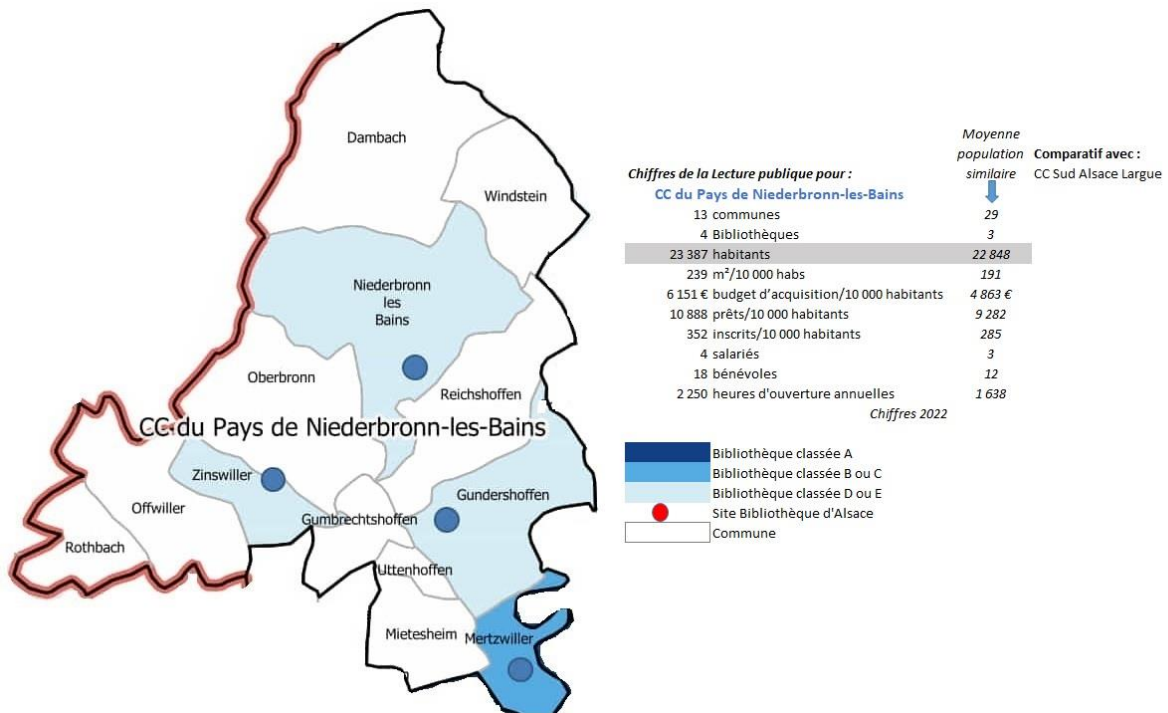 Dambach
Windstein
Niederbronn
les
Bains
Oberbronn
Reichshoffen
CC du Pays de Niederbronn-les-Bains
Zinswiller
Gundershoffen
Offwiller
Gumbrechtshoffen
Rothbach
Uttenhoffen
Mietesheim
Mertzwiller
Moyenne
population
similaire
Comparatif avec :
CC Sud Alsace Largue
Chiffres de la Lecture publique pour :
CC du Pays de Niederbronn-les-Bains
13 communes 29
4 Bibliothèques 3
23 387 habitants 22 848
239 m²/10 000 habs 191
6 151 € budget d'acquisition/10 000 habitants 4 863 €
10 888 prêts/10 000 habitants 9 282
352 inscrits/10 000 habitants 285
4 salariés 3
18 bénévoles 12
2 250 heures d'ouverture annuelles 1 638
Chiffres 2022
Bibliothèque classée A
Bibliothèque classée B ou C
Bibliothèque classée D ou E
Site Bibliothèque d'Alsace
Commune